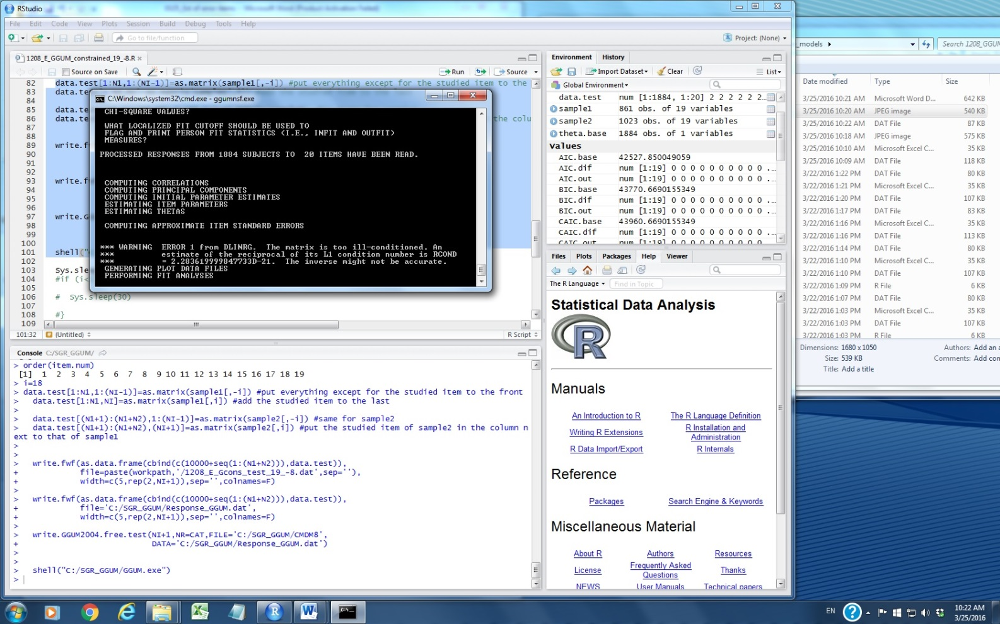 RStudio
File Edit Code View Plots Session Build Debug Tools Help
Go to file/function
Project: (None)
1208_E_GGUM_constrained_19_-8.R
Source on Save
Run
Source
82 data.test[1:N1,1:(NI-1)]=as.matrix(sample1[,-i]) #put everything except for the studied item to the
83 data.te
84
85 data.te
86 data.te
the colu
87
88
89 write.fw
90
91
92
93 write.fw
94
95
96
97 write.GG
98
99
100
101 shell("
102
103 Sys.sle
104 #if (i<
105
106 # Sys.sleep(30)
107
108 #}
109
101:32 (Untitled) R Script
C:\Windows\system32\cmd.exe - ggumnsf.exe
CHI-SQUARE VALUES?
WHAT LOCALIZED FIT CUTOFF SHOULD BE USED TO
FLAG AND PRINT PERSON FIT STATISTICS (I.E., INFIT AND OUTFIT)
MEASURES?
PROCESSED RESPONSES FROM 1884 SUBJECTS TO 20 ITEMS HAVE BEEN READ.
COMPUTING CORRELATIONS
COMPUTING PRINCIPAL COMPONENTS
COMPUTING INITIAL PARAMETER ESTIMATES
ESTIMATING ITEM PARAMETERS
ESTIMATING THETAS
COMPUTING APPROXIMATE ITEM STANDARD ERRORS
*** WARNING ERROR 1 from DLINRG. The matrix is too ill-conditioned. An
*** estimate of the reciprocal of its L1 condition number is RCOND
*** = 2.283619999847733D-21. The inverse might not be accurate.
GENERATING PLOT DATA FILES
PERFORMING FIT ANALYSES
Console C:/SGR_GGUM/
> order(item.num)
[1] 1 2 3 4 5 6 7 8 9 10 11 12 13 14 15 16 17 18 19
> i=18
> data.test[1:N1,1:(NI-1)]=as.matrix(sample1[,-i]) #put everything except for the studied item to the front
> data.test[1:N1,NI]=as.matrix(sample1[,i]) #add the studied item to the last
>
> data.test[(N1+1):(N1+N2),1:(NI-1)]=as.matrix(sample2[,-i]) #same for sample2
> data.test[(N1+1):(N1+N2),(NI+1)]=as.matrix(sample2[,i]) #put the studied item of sample2 in the column n
ext to that of sample1
>
>
> write.fwf(as.data.frame(cbind(c(10000+seq(1:(N1+N2))),data.test)),
+ file=paste(workpath,'/1208_E_Gcons_test_19_-8.dat',sep=''),
+ width=c(5,rep(2,NI+1)),sep='',colnames=F)
>
> write.fwf(as.data.frame(cbind(c(10000+seq(1:(N1+N2))),data.test)),
+ file='C:/SGR_GGUM/Response_GGUM.dat',
+ width=c(5,rep(2,NI+1)),sep='',colnames=F)
>
> write.GGUM2004.free.test(NI+1,NR=CAT,FILE='C:/SGR_GGUM/CMDM8',
+ DATA='C:/SGR_GGUM/Response_GGUM.dat')
>
>
> shell("C:/SGR_GGUM/GGUM.exe")
>
Environment History
Import Dataset Clear List
Global Environment
data.test num [1:1884, 1:20] 2 2 2 2 2 2...
sample1 861 obs. of 19 variables
sample2 1023 obs. of 19 variables
theta.base 1884 obs. of 1 variables
Values
AIC.base 42527.850049059
AIC.dif num [1:19] 0 0 0 0 0 0 0 0 0 0 ...
AIC.out num [1:19] 0 0 0 0 0 0 0 0 0 0 ...
BIC.base 43770.6690155349
BIC.dif num [1:19] 0 0 0 0 0 0 0 0 0 0 ...
BIC.out num [1:19] 0 0 0 0 0 0 0 0 0 0 ...
CAIC.base 43960.6690155349
CAIC.dif num [1:19] 0 0 0 0 0 0 0 0 0 0 ...
CAIC.out num [1:19] 0 0 0 0 0 0 0 0 0 0
Files Plots Packages Help Viewer
The R Language Find in Topic
Statistical Data Analysis
R
Manuals
An Introduction to R The R Language Definition
Writing R Extensions R Installation and Administration
R Data Import/Export R Internals
Reference
Packages Search Engine & Keywords
Miscellaneous Material
About R Authors Resources
License Frequently Asked Questions Thanks
NEWS User Manuals Technical papers
_models
Search 1208_GGU
Date modified Type Size
3/25/2016 10:21 AM Microsoft Word D... 642 KB
3/25/2016 10:20 AM JPEG image 540 KB
3/25/2016 10:22 AM DAT File 87 KB
3/25/2016 10:18 AM JPEG image 575 KB
3/25/2016 10:10 AM Microsoft Excel C... 35 KB
3/25/2016 10:09 AM DAT File 118 KB
3/22/2016 1:22 PM DAT File 80 KB
3/22/2016 1:21 PM Microsoft Excel C... 35 KB
3/22/2016 1:20 PM DAT File 107 KB
3/22/2016 1:17 PM DAT File 83 KB
3/22/2016 1:16 PM Microsoft Excel C... 35 KB
3/22/2016 1:16 PM DAT File 113 KB
3/22/2016 1:14 PM DAT File 80 KB
3/22/2016 1:10 PM Microsoft Excel C... 35 KB
3/22/2016 1:10 PM DAT File 107 KB
3/22/2016 1:09 PM R File 6 KB
3/22/2016 1:07 PM DAT File 80 KB
3/22/2016 1:03 PM Microsoft Excel C... 35 KB
3/22/2016 1:03 PM DAT File 107 KB
3/22/2016 1:03 PM R File 6 KB
Dimensions: 1680 x 1050 Authors: Add an a
Size: 539 KB Comments: Add con
Title: Add a title
EN
10:22 AM
3/25/2016